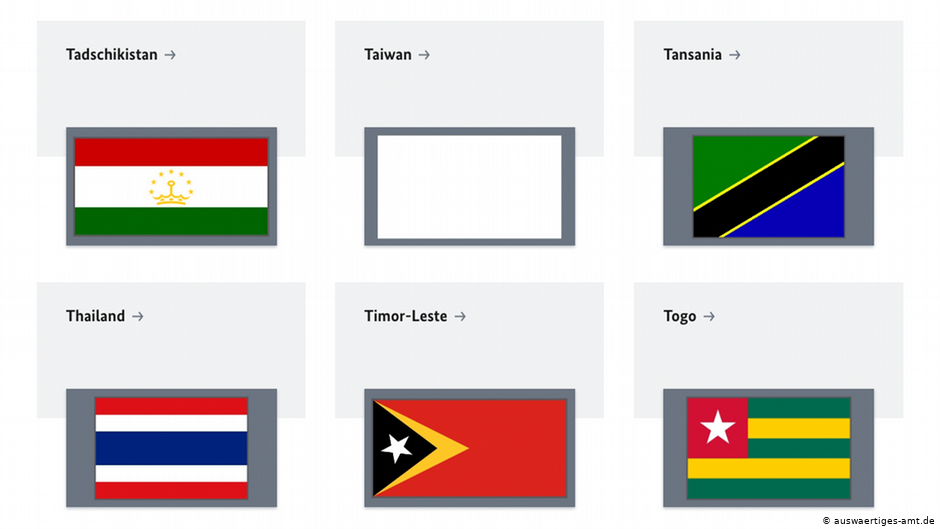 Tadschikistan →
Taiwan →
Tansania →
Thailand →
Timor-Leste →
Togo →
© auswaertiges-amt.de